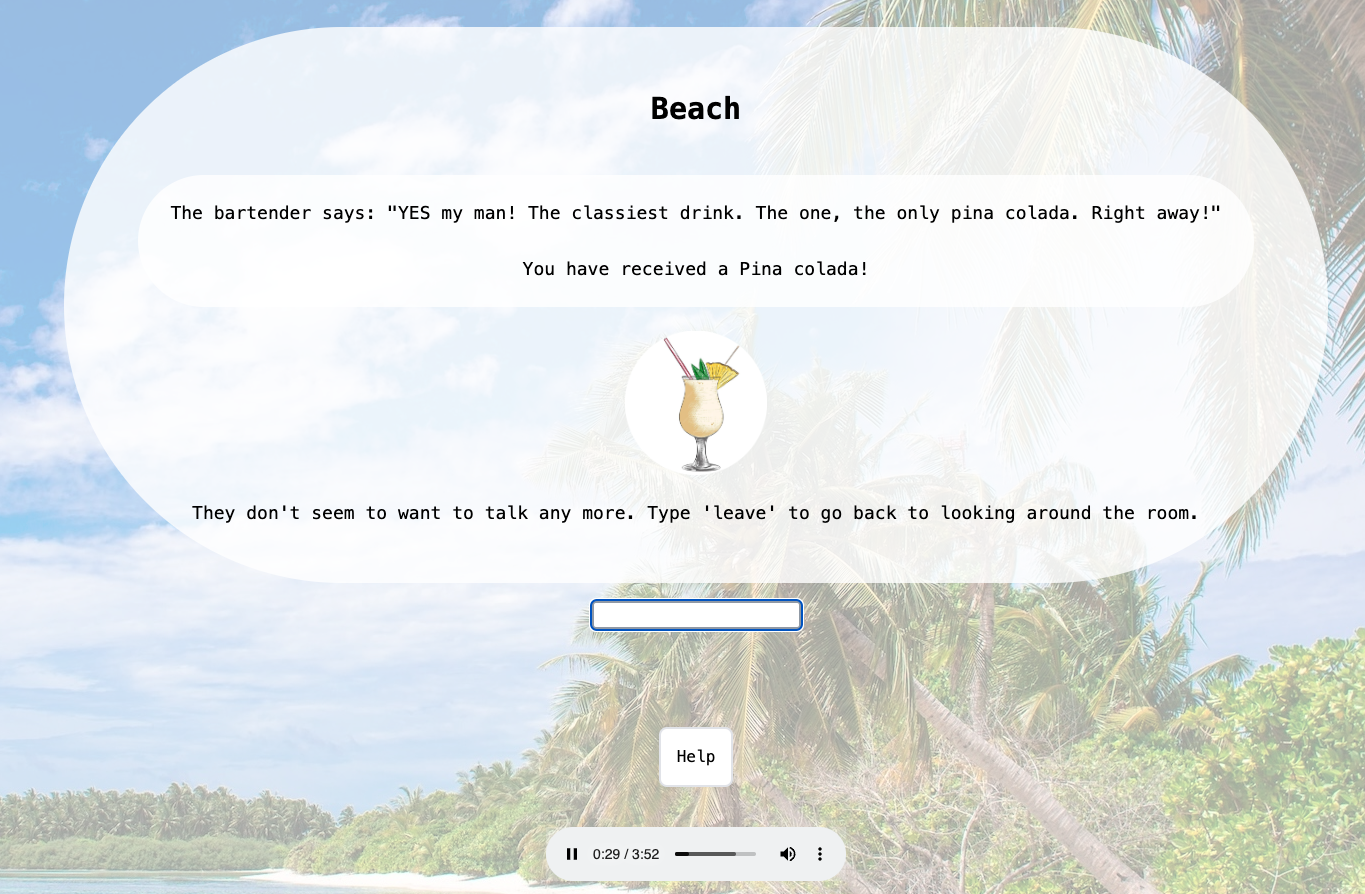 Beach
The bartender says: "YES my man! The classiest drink. The one, the only pina colada. Right away!"
You have received a Pina colada!
They don't seem to want to talk any more. Type 'leave' to go back to looking around the room.
Help
0:29 / 3:52